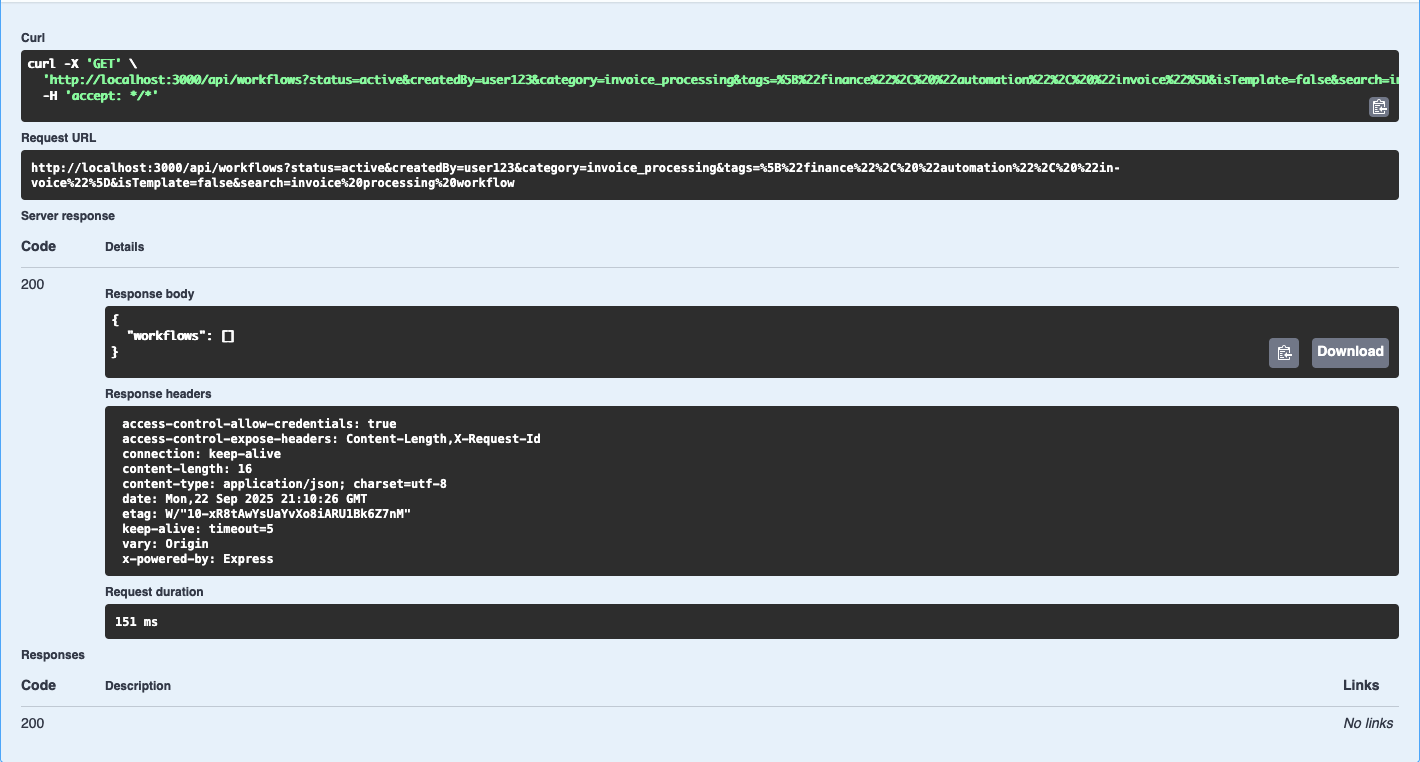 Curl
curl -X 'GET' \
'http://localhost:3000/api/workflows?status=active&createdBy=user123&category=invoice_processing&tags=%5B%22finance%22%2C%20%22automation%22%2C%20%22invoice%22%5D&isTemplate=false&search=in
-H 'accept: */*'
Request URL
http://localhost:3000/api/workflows?status=active&createdBy=user123&category=invoice_processing&tags=%5B%22finance%22%2C%20%22automation%22%2C%20%22in-
voice%22%5D&isTemplate=false&search=invoice%20processing%20workflow
Server response
Code Details
200
Response body
{
"workflows": []
}
Download
Response headers
access-control-allow-credentials: true
access-control-expose-headers: Content-Length,X-Request-Id
connection: keep-alive
content-length: 16
content-type: application/json; charset=utf-8
date: Mon,22 Sep 2025 21:10:26 GMT
etag: W/"10-xR8tAwYsUaYvXo8iARU1Bk6Z7nM"
keep-alive: timeout=5
vary: Origin
x-powered-by: Express
Request duration
151 ms
Responses
Code Description Links
200 No links